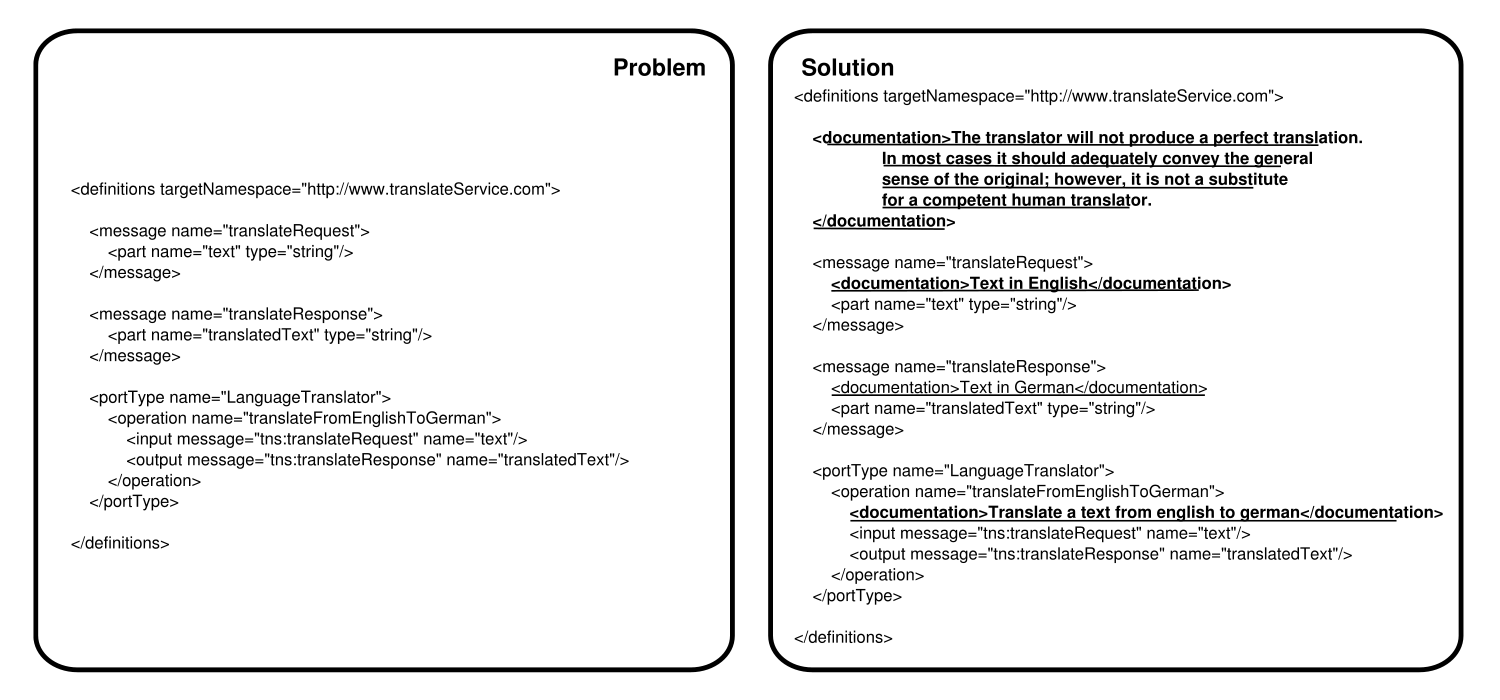 Problem
<definitions targetNamespace="http://www.translateService.com">
<message name="translateRequest">
<part name="text" type="string"/>
</message>
<message name="translateResponse">
<part name="translatedText" type="string"/>
</message>
<portType name="LanguageTranslator">
<operation name="translateFromEnglishToGerman">
<input message="tns:translateRequest" name="text"/>
<output message="tns:translateResponse" name="translatedText"/>
</operation>
</portType>
</definitions>
Solution
<definitions targetNamespace="http://www.translateService.com">
<documentation>The translator will not produce a perfect translation.
In most cases it should adequately convey the general
sense of the original; however, it is not a substitute
for a competent human translator.
</documentation>
<message name="translateRequest">
<documentation>Text in English</documentation>
<part name="text" type="string"/>
</message>
<message name="translateResponse">
<documentation>Text in German</documentation>
<part name="translatedText" type="string"/>
</message>
<portType name="LanguageTranslator">
<operation name="translateFromEnglishToGerman">
<documentation>Translate a text from english to german</documentation>
<input message="tns:translateRequest" name="text"/>
<output message="tns:translateResponse" name="translatedText"/>
</operation>
</portType>
</definitions>